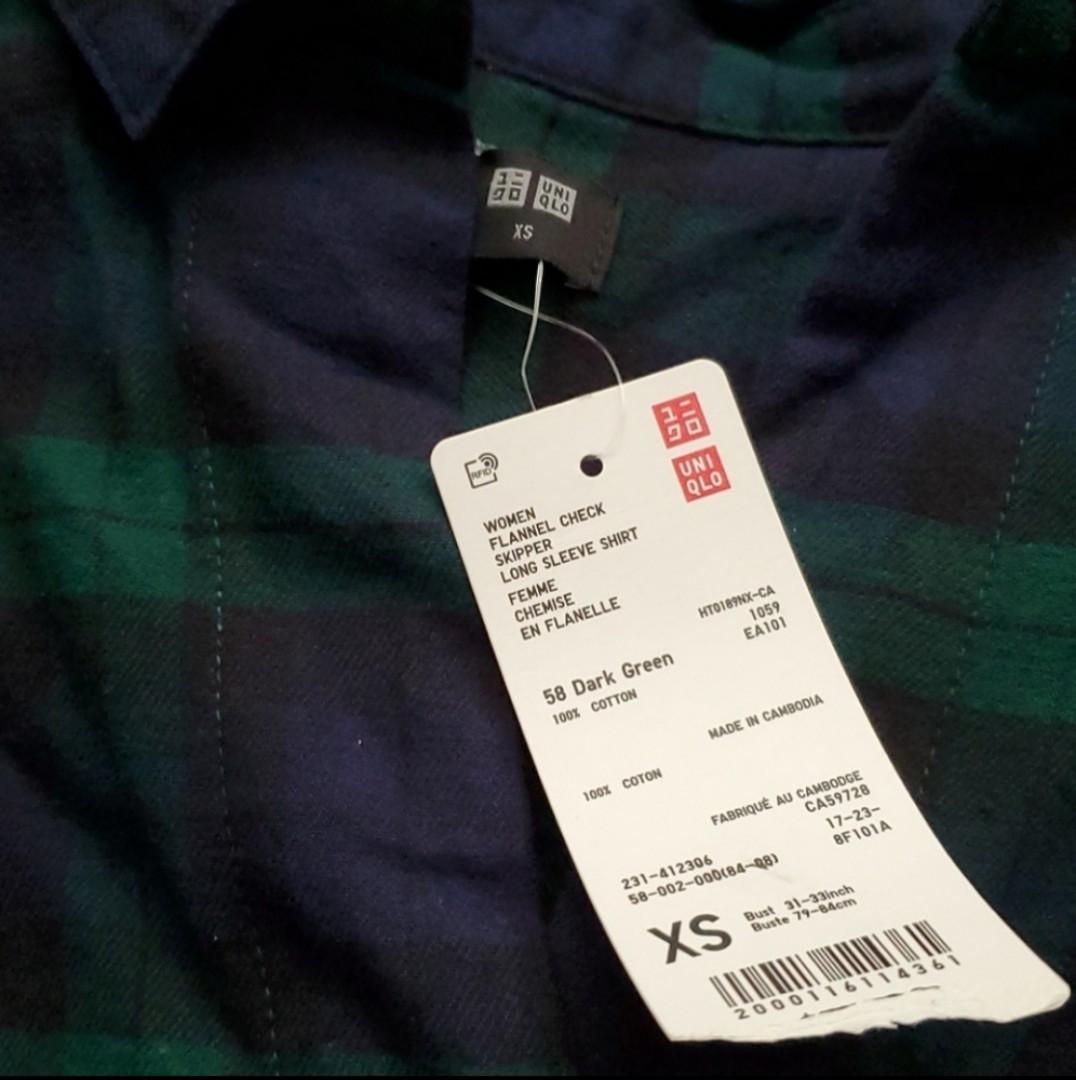 ユニ
クロ
UNI
QLO
XS
RFID
ユニ
クロ
UNI
QLO
WOMEN
FLANNEL CHECK
SKIPPER
LONG SLEEVE SHIRT
FEMME
CHEMISE
EN FLANELLE
HT0189NX-CA
1059
EA101
58 Dark Green
100% COTTON
MADE IN CAMBODIA
100% COTON
FABRIQUÉ AU CAMBODGE
CA59728
17-23-
8F101A
231-412306
58-002-000(84-08)
XS
Bust 31-33inch
Buste 79-84cm
2000116114361